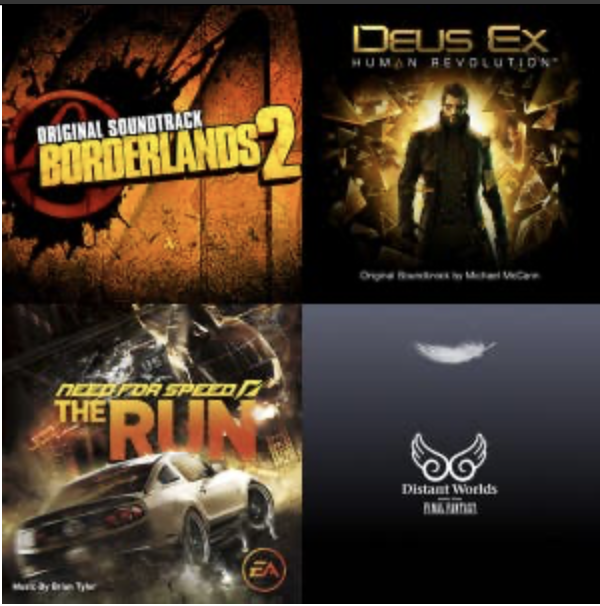 ORIGINAL SOUNDTRACK
BORDERLANDS 2
DEUS EX
HUMAN REVOLUTION
Original Soundtrack by Michael McCann
NEED FOR SPEED
THE RUN
EA
Music By Brian Tyler
Distant Worlds
FINAL FANTASY